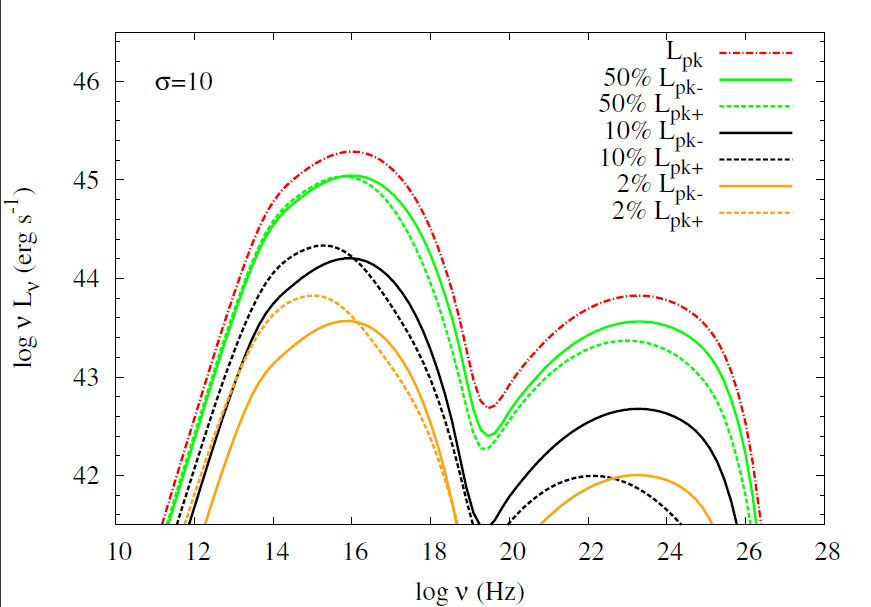 σ=10
L_pk
50% L_pk-
50% L_pk+
10% L_pk-
10% L_pk+
2% L_pk-
2% L_pk+
log ν L_ν (erg s^-1)
46
45
44
43
42
10 12 14 16 18 20 22 24 26 28
log ν (Hz)